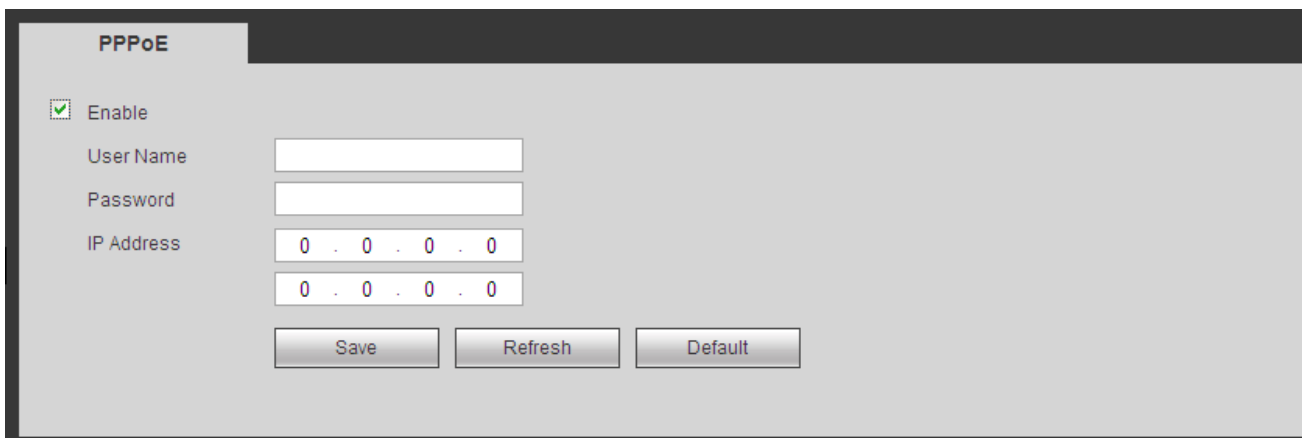 PPPoE
Enable
User Name
Password
IP Address 0 . 0 . 0 . 0
0 . 0 . 0 . 0
Save Refresh Default